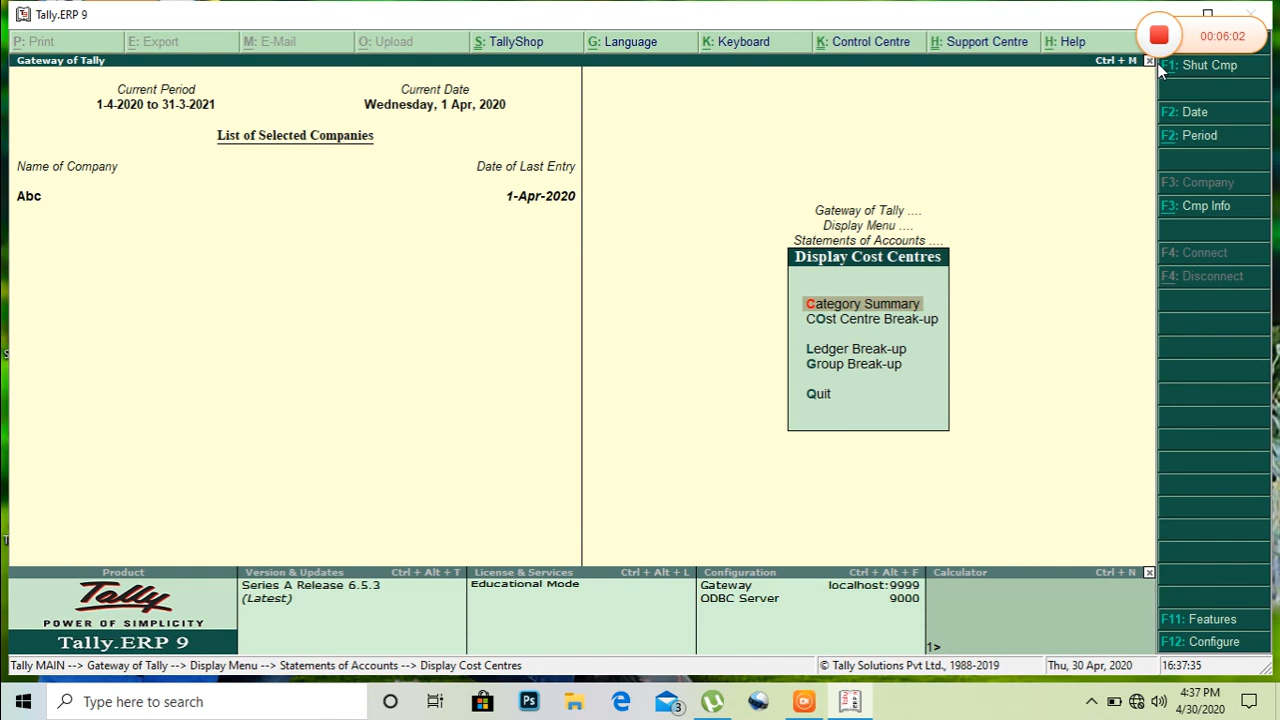 Tally.ERP 9
P: Print E: Export M: E-Mail O: Upload S: TallyShop G: Language K: Keyboard K: Control Centre H: Support Centre H: Help
00:06:02
Gateway of Tally Ctrl + M
F1: Shut Cmp
F2: Date
F2: Period
F3: Company
F3: Cmp Info
F4: Connect
F4: Disconnect
F11: Features
F12: Configure
Current Period Current Date
1-4-2020 to 31-3-2021 Wednesday, 1 Apr, 2020
List of Selected Companies
Name of Company Date of Last Entry
Abc 1-Apr-2020
Gateway of Tally ....
Display Menu ....
Statements of Accounts ....
Display Cost Centres
Category Summary
COst Centre Break-up
Ledger Break-up
Group Break-up
Quit
Product Version & Updates Ctrl + Alt + T License & Services Ctrl + Alt + L Configuration Ctrl + Alt + F Calculator Ctrl + N
Tally
POWER OF SIMPLICITY
Tally.ERP 9
Series A Release 6.5.3
(Latest)
Educational Mode
Gateway localhost:9999
ODBC Server 9000
1>
Tally MAIN --> Gateway of Tally --> Display Menu --> Statements of Accounts --> Display Cost Centres © Tally Solutions Pvt Ltd., 1988-2019 Thu, 30 Apr, 2020 16:37:35
Type here to search
3
4:37 PM
4/30/2020